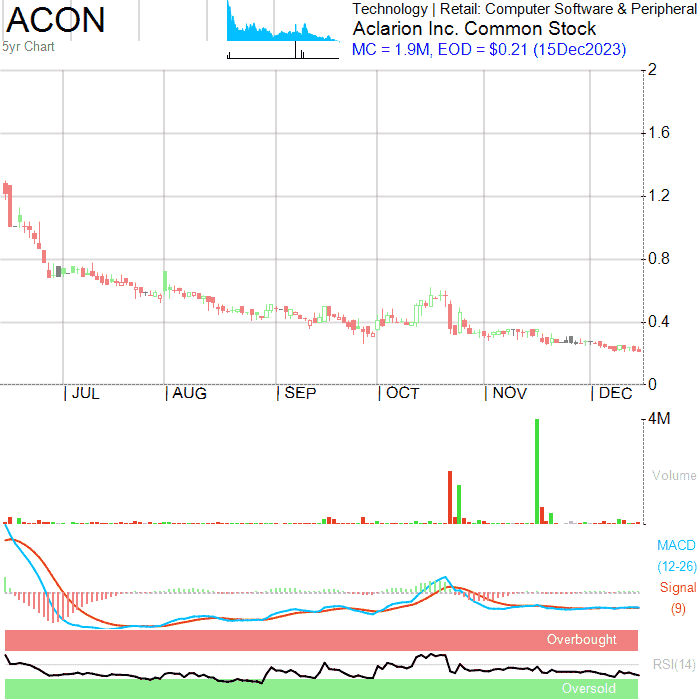 ACON
5yr Chart
Technology | Retail: Computer Software & Peripheral
Aclarion Inc. Common Stock
MC = 1.9M, EOD = $0.21 (15Dec2023)
2
1.6
1.2
0.8
0.4
0
| JUL | AUG | SEP | OCT | NOV | DEC
4M
Volume
MACD
(12-26)
Signal
(9)
Overbought
RSI(14)
Oversold